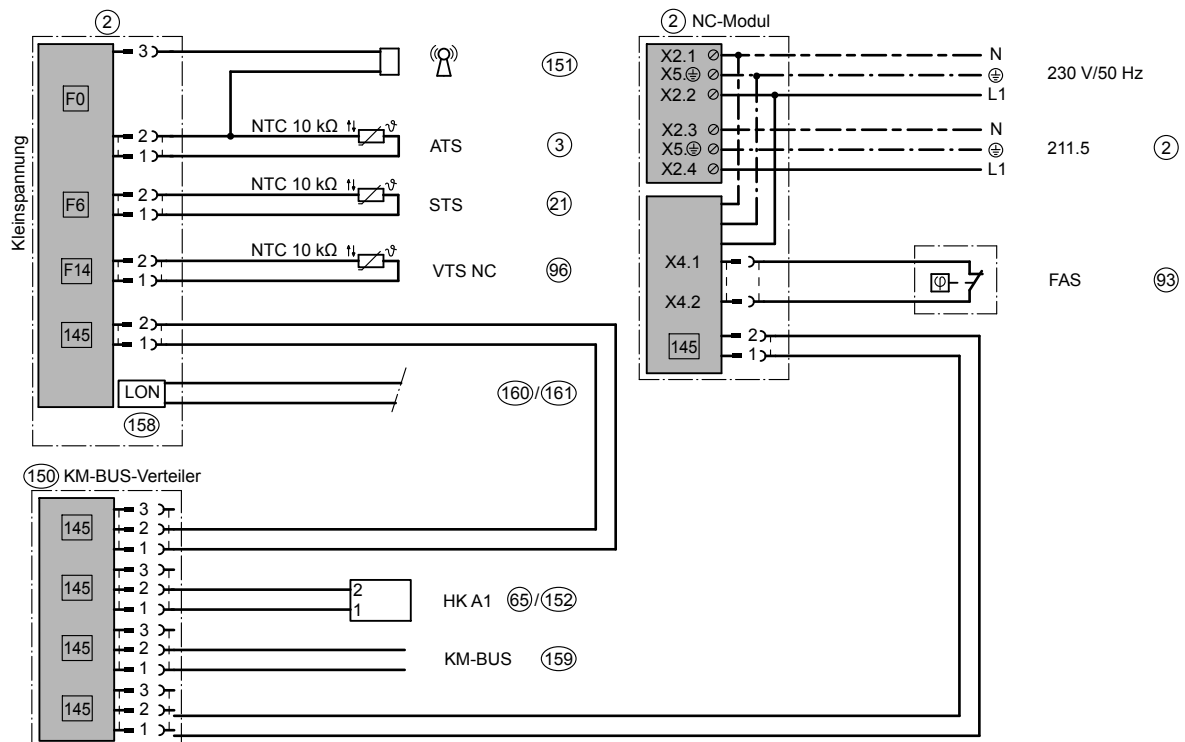 2
Kleinspannung
3
151
F0
2
NTC 10 kΩ
ϑ
ATS
3
1
F6
2
NTC 10 kΩ
ϑ
STS
21
1
F14
2
NTC 10 kΩ
ϑ
VTS NC
96
1
145
2
1
LON
160/161
158
150 KM-BUS-Verteiler
145
3
2
1
145
3
2
1
2
1
HK A1 65/152
145
3
2
1
KM-BUS 159
145
3
2
1
2 NC-Modul
X2.1
N
X5.
230 V/50 Hz
X2.2
L1
X2.3
N
X5.
211.5
2
X2.4
L1
X4.1
φ
FAS
93
X4.2
145
2
1